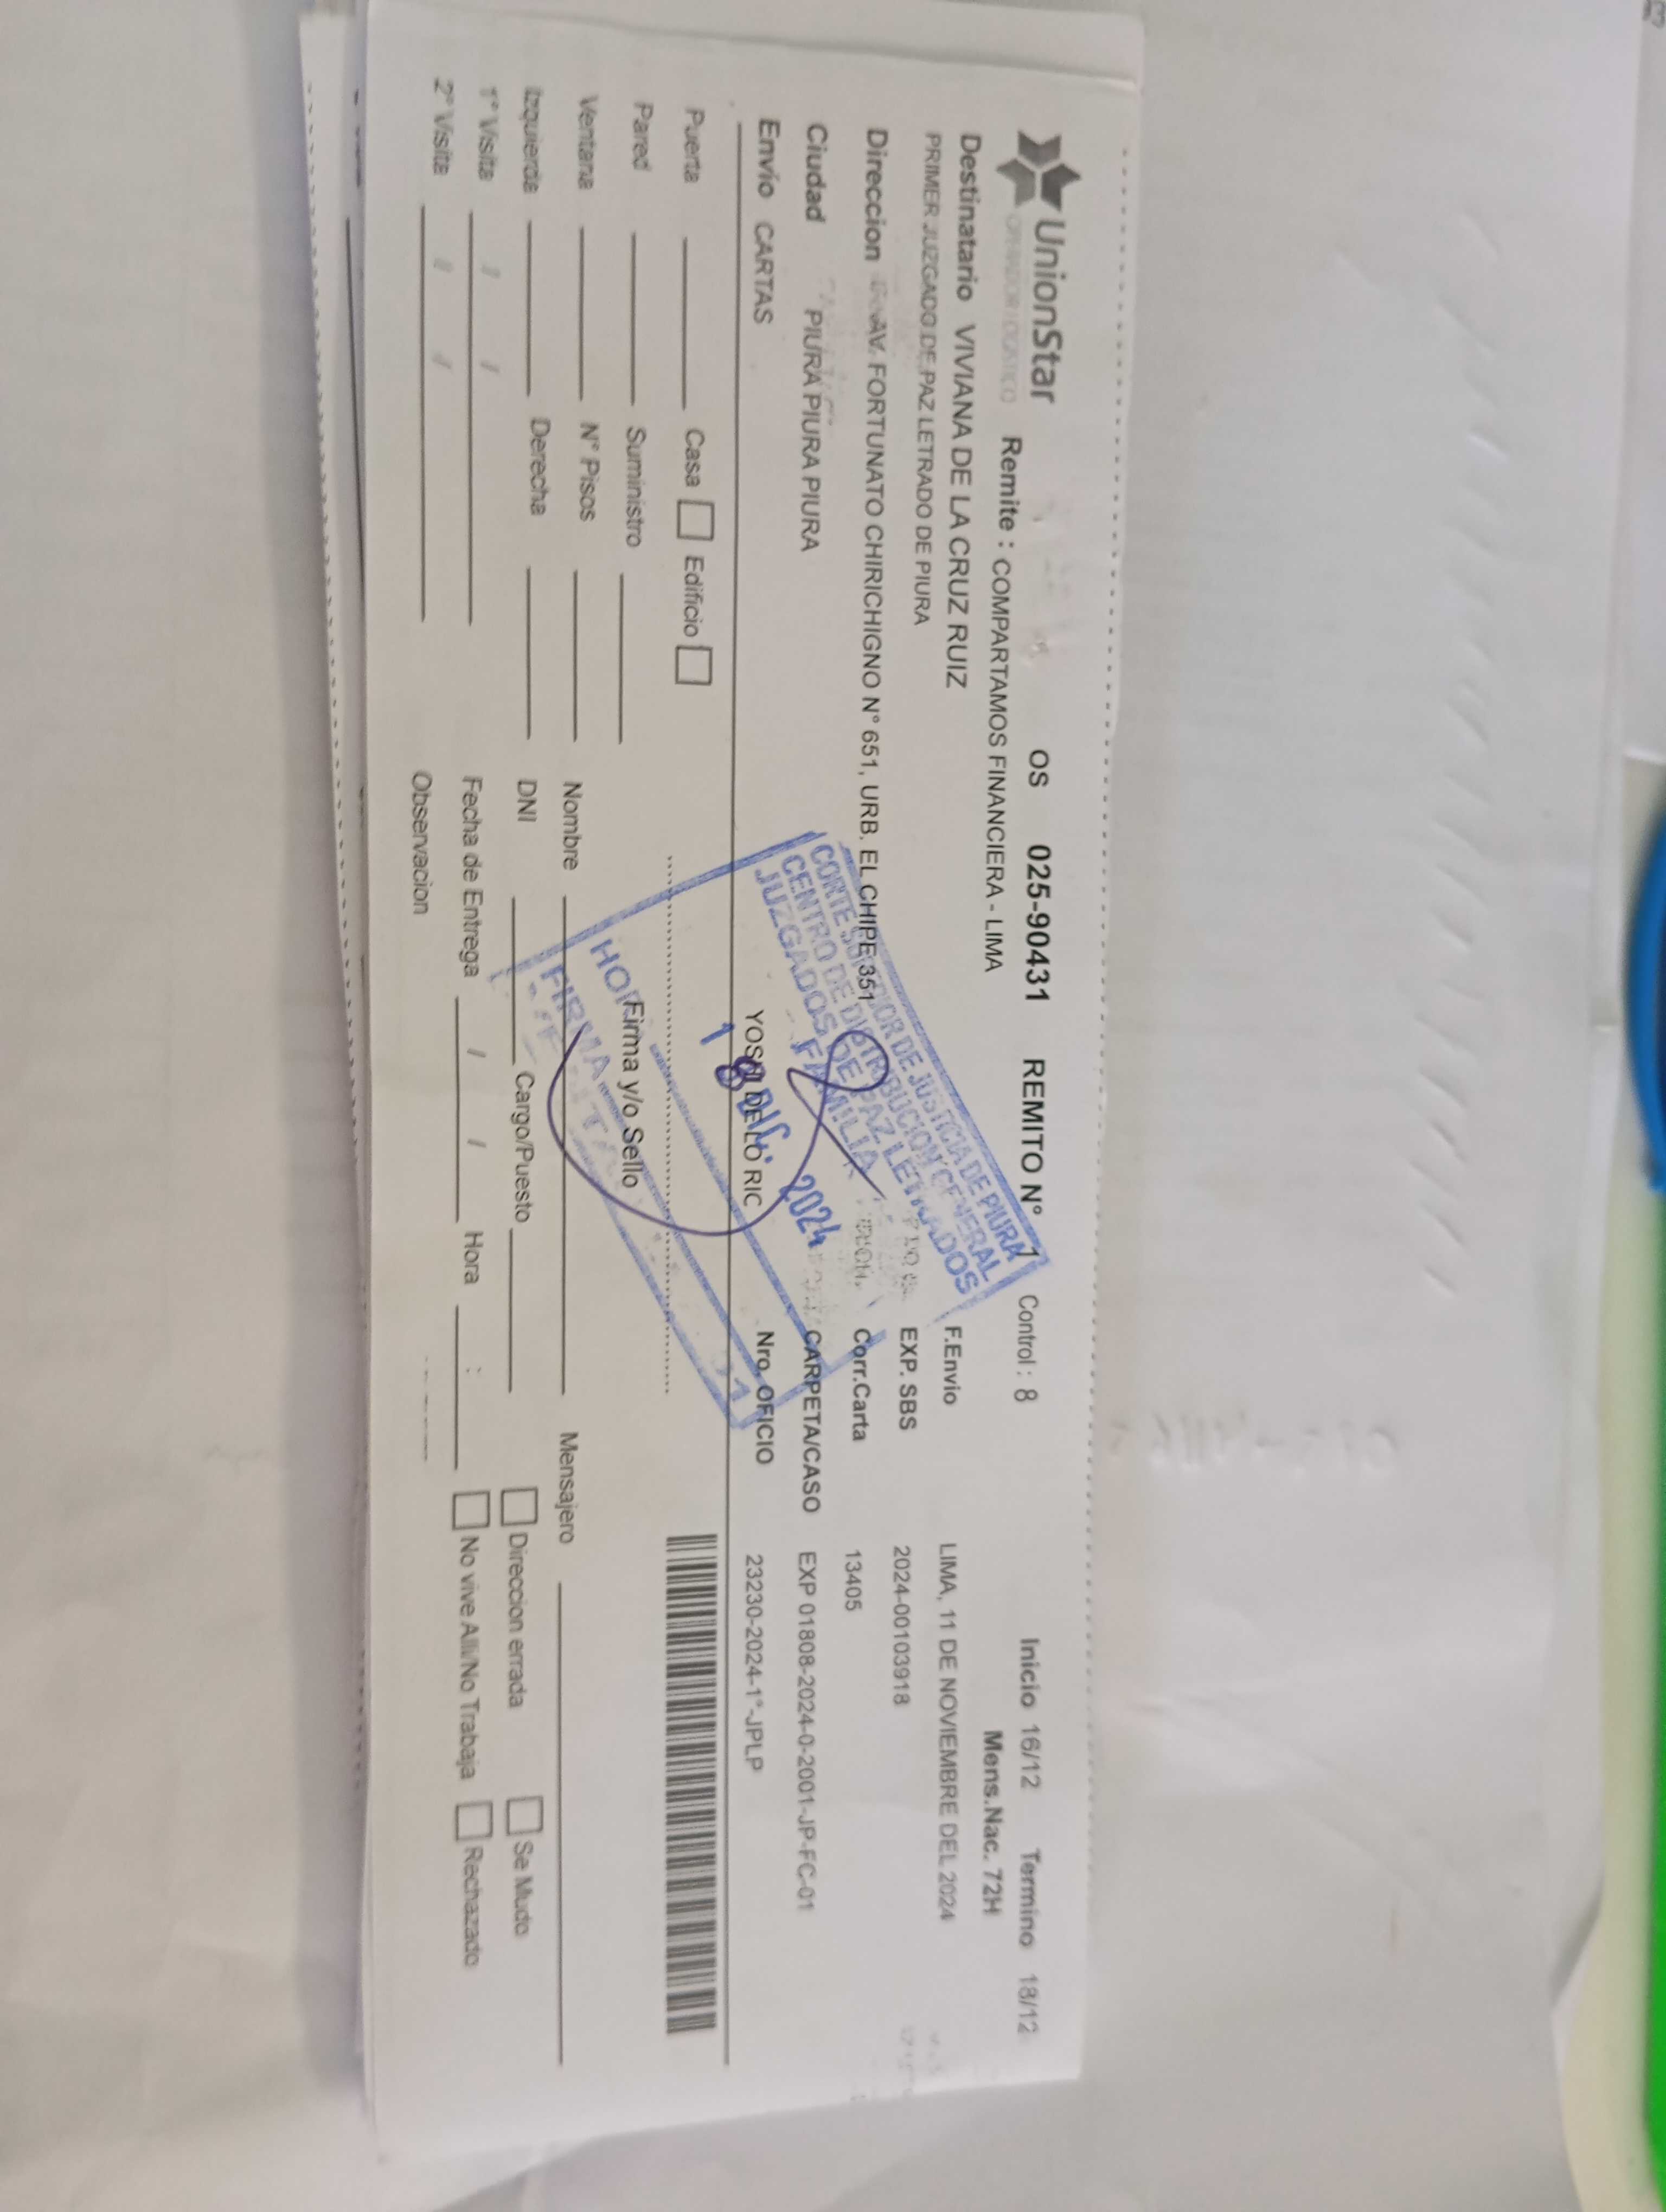 UnionStar OS 025-90431 REMITO N° 1 Control : 8 Inicio 16/12 Termino 18/12
OPERADOR LOGISTICO Remite : COMPARTAMOS FINANCIERA - LIMA Mens.Nac. 72H
Destinatario VIVIANA DE LA CRUZ RUIZ F.Envio LIMA, 11 DE NOVIEMBRE DEL 2024
PRIMER JUZGADO DE PAZ LETRADO DE PIURA EXP. SBS 2024-00103918
Direccion AV. FORTUNATO CHIRICHIGNO N° 651, URB. EL CHIPE 351 Corr.Carta 13405
Ciudad PIURA PIURA PIURA CARPETA/CASO EXP 01808-2024-0-2001-JP-FC-01
Envío CARTAS YOSHI DE LO RIC Nro. OFICIO 23230-2024-1°-JPLP
CORTE SUPERIOR DE JUSTICIA DE PIURA
CENTRO DE DISTRIBUCION GENERAL
JUZGADOS DE PAZ LETRADOS
FAMILIA
18 DIC. 2024
HORA
FIRMA
Puerta Casa Edificio
Pared Suministro Firma y/o Sello
Ventana N° Pisos Nombre Mensajero
Izquierda Derecha DNI Cargo/Puesto Direccion errada Se Mudo
1° Visita / / Fecha de Entrega / / Hora : No vive Alli/No Trabaja Rechazado
2° Visita / / Observacion